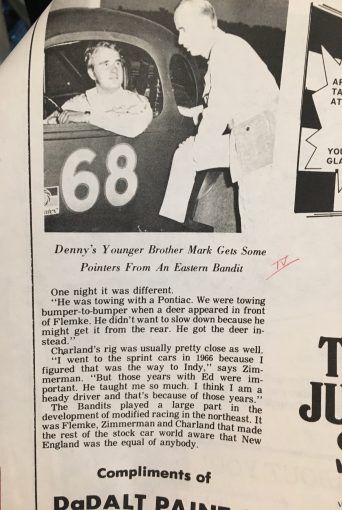 68
Denny's Younger Brother Mark Gets Some
Pointers From An Eastern Bandit
IV
One night it was different.
"He was towing with a Pontiac. We were towing
bumper-to-bumper when a deer appeared in front
of Flemke. He didn't want to slow down because he
might get it from the rear. He got the deer in-
stead."
Charland's rig was usually pretty close as well.
"I went to the sprint cars in 1966 because I
figured that was the way to Indy," says Zim-
merman. "But those years with Ed were im-
portant. He taught me so much. I think I am a
heady driver and that's because of those years."
The Bandits played a large part in the
development of modified racing in the northeast. It
was Flemke, Zimmerman and Charland that made
the rest of the stock car world aware that New
England was the equal of anybody.
Compliments of
DaDALT PAINT